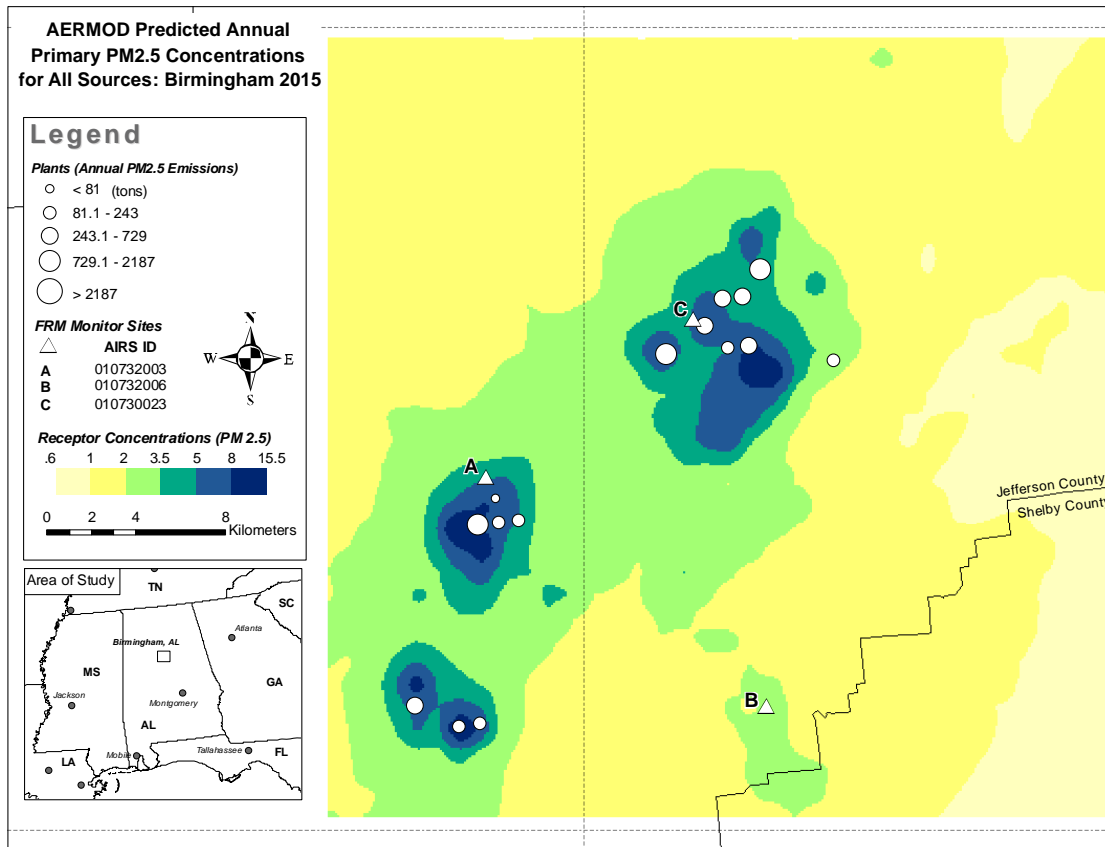 AERMOD Predicted Annual
Primary PM2.5 Concentrations
for All Sources: Birmingham 2015
Legend
Plants (Annual PM2.5 Emissions)
< 81 (tons)
81.1 - 243
243.1 - 729
729.1 - 2187
> 2187
FRM Monitor Sites
AIRS ID
A 010732003
B 010732006
C 010730023
N
W E
S
Receptor Concentrations (PM 2.5)
.6 1 2 3.5 5 8 15.5
0 2 4 8
Kilometers
C
A
B
Jefferson County
Shelby County
Area of Study
TN
SC
Atlanta
Birmingham, AL
MS
GA
Jackson
Montgomery
AL
Mobile
Tallahassee
FL
LA